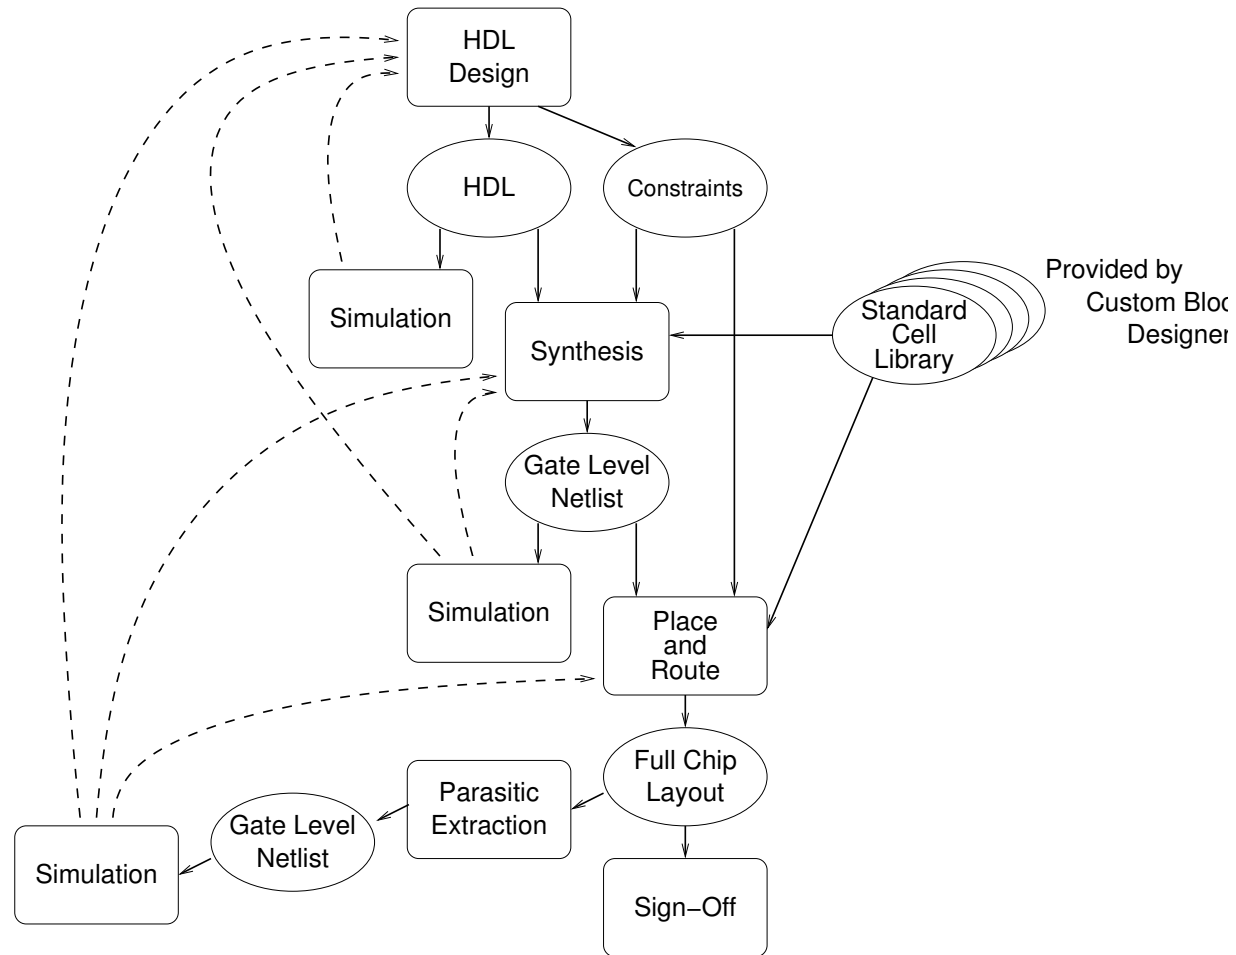 HDL
Design
HDL
Constraints
Provided by
Custom Bloc
Designer
Standard
Cell
Library
Simulation
Synthesis
Gate Level
Netlist
Simulation
Place
and
Route
Full Chip
Layout
Parasitic
Extraction
Gate Level
Netlist
Simulation
Sign−Off